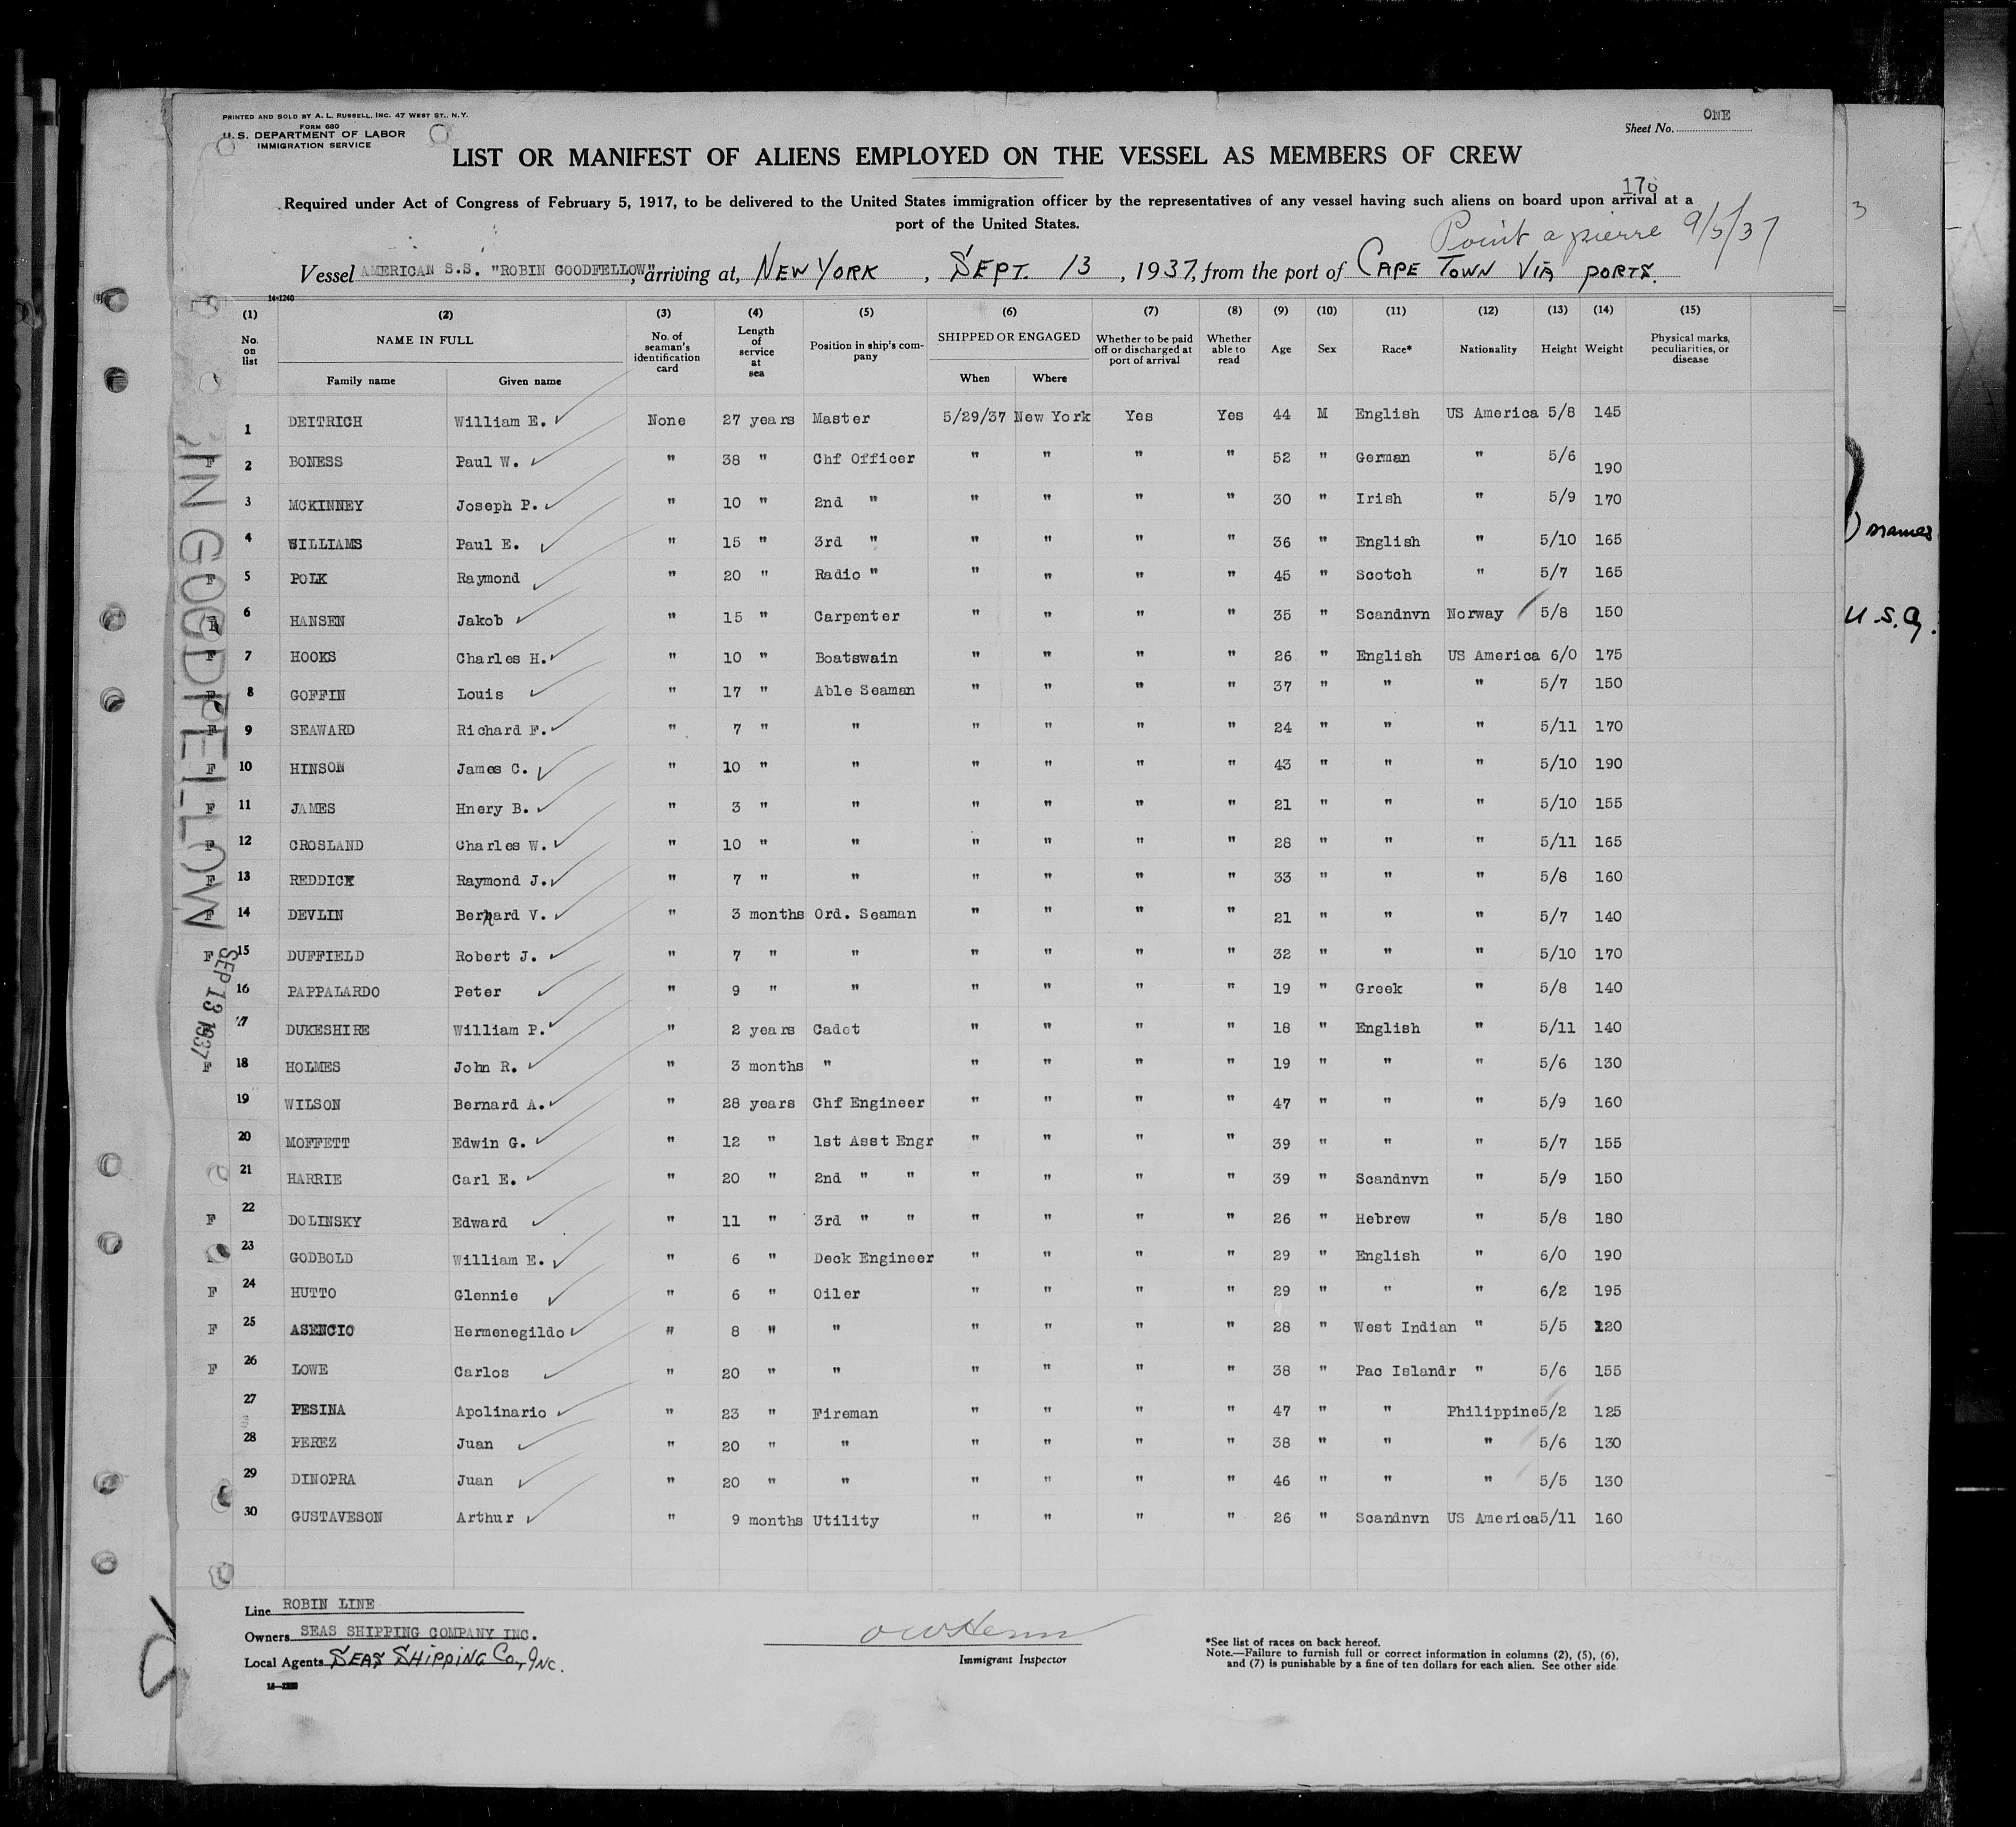 PRINTED AND SOLD BY A. L. RUSSELL, INC. 47 WEST ST., N.Y.
FORM 680
U.S. DEPARTMENT OF LABOR
IMMIGRATION SERVICE
Sheet No. ONE
LIST OR MANIFEST OF ALIENS EMPLOYED ON THE VESSEL AS MEMBERS OF CREW
170
Required under Act of Congress of February 5, 1917, to be delivered to the United States immigration officer by the representatives of any vessel having such aliens on board upon arrival at a
port of the United States.
Point a pierre 9/5/37
Vessel AMERICAN S.S. "ROBIN GOODFELLOW", arriving at, NEW YORK, SEPT. 13, 1937, from the port of CAPE TOWN VIA PORTS.
14-1240
(1) (2) (3) (4) (5) (6) (7) (8) (9) (10) (11) (12) (13) (14) (15)
No. on list NAME IN FULL Family name Given name No. of seaman's identification card Length of service at sea Position in ship's company SHIPPED OR ENGAGED When Where Whether to be paid off or discharged at port of arrival Whether able to read Age Sex Race* Nationality Height Weight Physical marks, peculiarities, or disease
1 DEITRICH William E. None 27 years Master 5/29/37 New York Yes Yes 44 M English US America 5/8 145
F 2 BONESS Paul W. " 38 " Chf Officer " " " " 52 " German " 5/6 190
3 MCKINNEY Joseph P. " 10 " 2nd " " " " " 30 " Irish " 5/9 170
4 WILLIAMS Paul E. " 15 " 3rd " " " " " 36 " English " 5/10 165
F 5 POLK Raymond " 20 " Radio " " " " " 45 " Scotch " 5/7 165
6 HANSEN Jakob " 15 " Carpenter " " " " 35 " Scandnvn Norway 5/8 150
F 7 HOOKS Charles H. " 10 " Boatswain " " " " 26 " English US America 6/0 175
F 8 GOFFIN Louis " 17 " Able Seaman " " " " 37 " " " 5/7 150
F 9 SEAWARD Richard F. " 7 " " " " " " 24 " " " 5/11 170
F 10 HINSON James C. " 10 " " " " " " 43 " " " 5/10 190
F 11 JAMES Hnery B. " 3 " " " " " " 21 " " " 5/10 155
F 12 CROSLAND Charles W. " 10 " " " " " " 28 " " " 5/11 165
F 13 REDDICK Raymond J. " 7 " " " " " " 33 " " " 5/8 160
F 14 DEVLIN Bernard V. " 3 months Ord. Seaman " " " " 21 " " " 5/7 140
F 15 DUFFIELD Robert J. " 7 " " " " " " 32 " " " 5/10 170
16 PAPPALARDO Peter " 9 " " " " " " 19 " Greek " 5/8 140
17 DUKESHIRE William P. " 2 years Cadet " " " " 18 " English " 5/11 140
F 18 HOLMES John R. " 3 months " " " " " 19 " " " 5/6 130
19 WILSON Bernard A. " 28 years Chf Engineer " " " " 47 " " " 5/9 160
20 MOFFETT Edwin G. " 12 " 1st Asst Engr " " " " 39 " " " 5/7 155
21 HARRIE Carl E. " 20 " 2nd " " " " " " 39 " Scandnvn " 5/9 150
F 22 DOLINSKY Edward " 11 " 3rd " " " " " " 26 " Hebrew " 5/8 180
23 GODBOLD William E. " 6 " Deck Engineer " " " " 29 " English " 6/0 190
F 24 HUTTO Glennie " 6 " Oiler " " " " 29 " " " 6/2 195
F 25 ASENCIO Hermenegildo " 8 " " " " " " 28 " West Indian " 5/5 120
F 26 LOWE Carlos " 20 " " " " " " 38 " Pac Islandr " 5/6 155
27 PESINA Apolinario " 23 " Fireman " " " " 47 " " Philippine 5/2 125
28 PEREZ Juan " 20 " " " " " " 38 " " " 5/6 130
29 DINOPRA Juan " 20 " " " " " " 46 " " " 5/5 130
30 GUSTAVESON Arthur " 9 months Utility " " " " 26 " Scandnvn US America 5/11 160
IN GOODFELLOW
SEP 13 1937
Line ROBIN LINE
Owners SEAS SHIPPING COMPANY INC.
Local Agents SEAS SHIPPING CO., INC.
Immigrant Inspector
*See list of races on back hereof.
Note.—Failure to furnish full or correct information in columns (2), (5), (6),
and (7) is punishable by a fine of ten dollars for each alien. See other side
3
names
U.S.